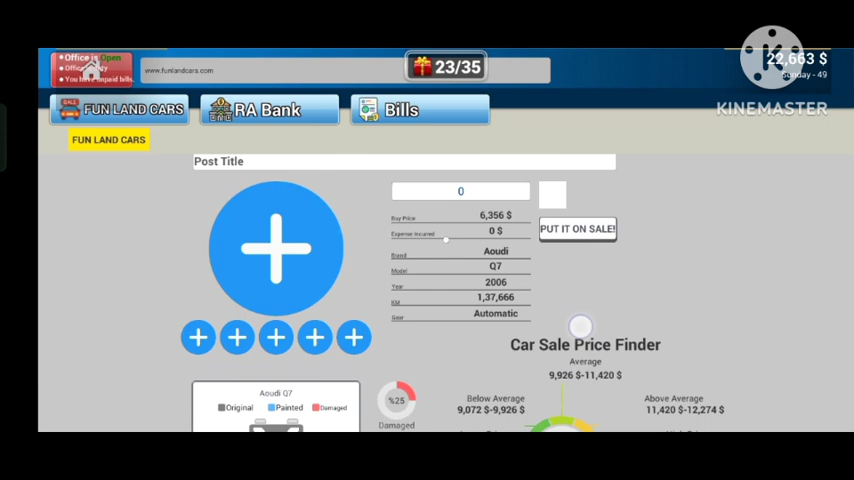 Office is Open
You have unpaid bills.
www.funlandcars.com
23/35
22,663 $
Sunday - 49
KINEMASTER
FUN LAND CARS
RA Bank
Bills
FUN LAND CARS
Post Title
0
Buy Price 6,356 $
Expense Incurred 0 $
PUT IT ON SALE!
Brand Aoudi
Model Q7
Year 2006
KM 1,37,666
Gear Automatic
Car Sale Price Finder
Average
9,926 $-11,420 $
Below Average
9,072 $-9,926 $
Above Average
11,420 $-12,274 $
Aoudi Q7
Original Painted Damaged
%25
Damaged